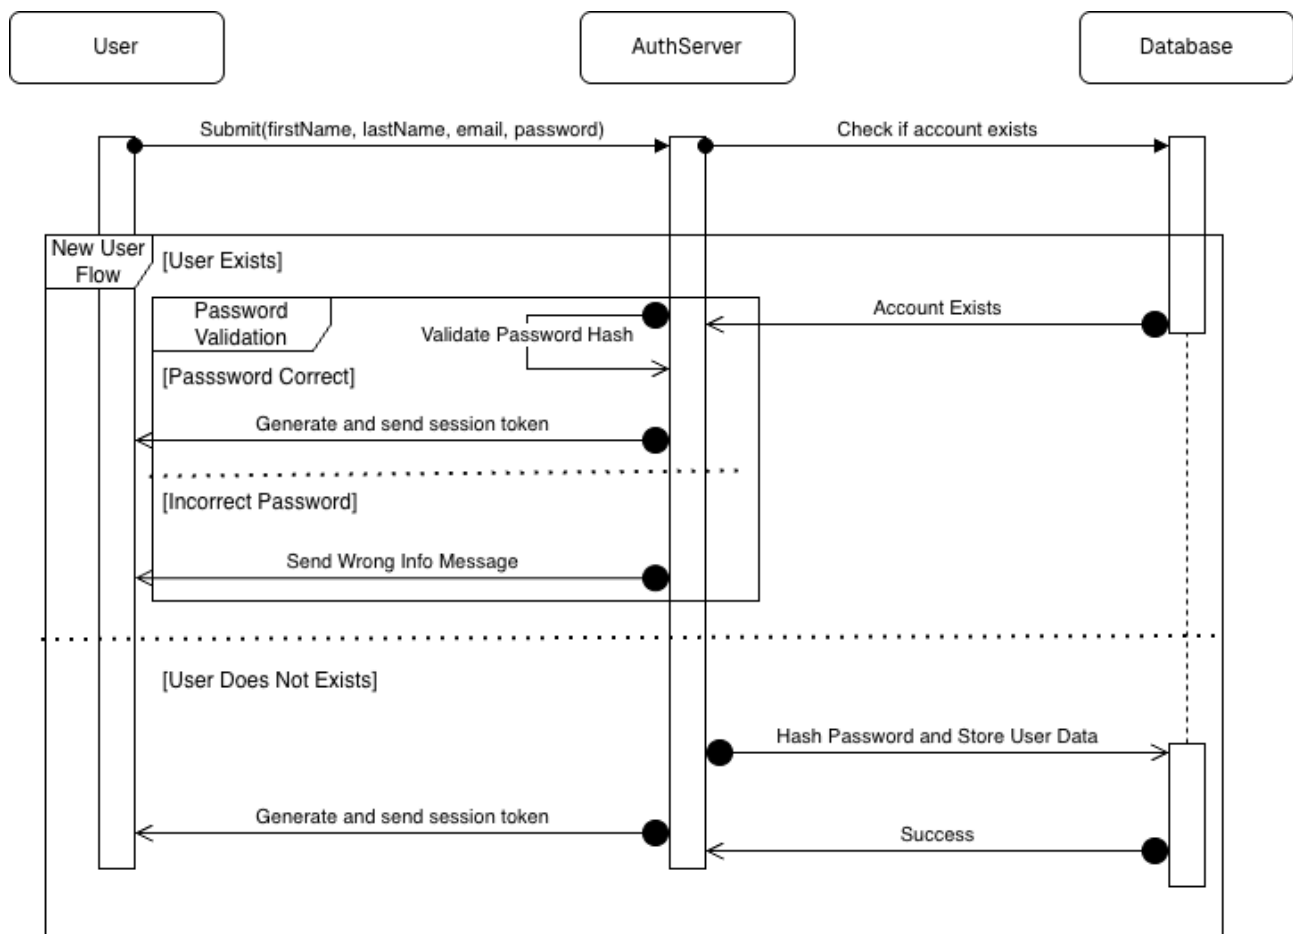 User
AuthServer
Database
Submit(firstName, lastName, email, password)
Check if account exists
New User
Flow
[User Exists]
Password
Validation
Account Exists
Validate Password Hash
[Passsword Correct]
Generate and send session token
[Incorrect Password]
Send Wrong Info Message
[User Does Not Exists]
Hash Password and Store User Data
Generate and send session token
Success